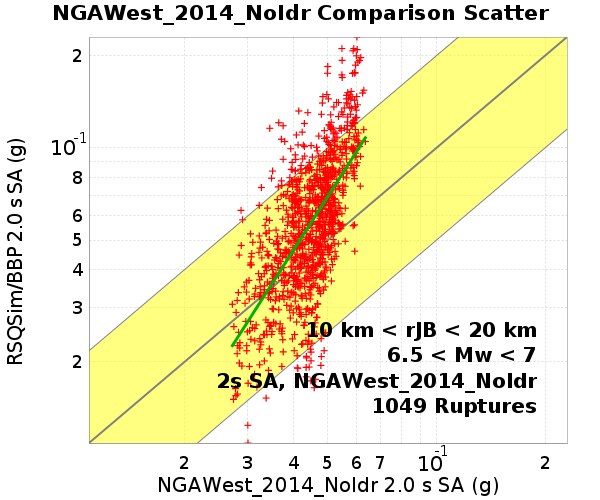 NGAWest_2014_NoIdr Comparison Scatter
RSQSim/BBP 2.0 s SA (g)
2
10-1
8
6
5
4
3
2
10 km < rJB < 20 km
6.5 < Mw < 7
2s SA, NGAWest_2014_NoIdr
1049 Ruptures
2 3 4 5 6 7 10-1 2
NGAWest_2014_NoIdr 2.0 s SA (g)